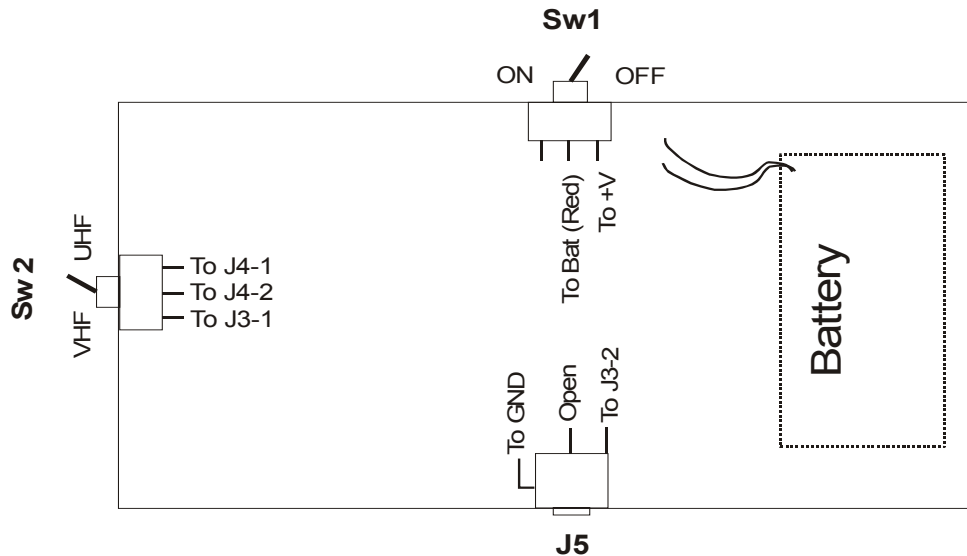 Sw1
ON
OFF
To Bat (Red)
To +V
Sw 2
UHF
VHF
To J4-1
To J4-2
To J3-1
Battery
To GND
Open
To J3-2
J5